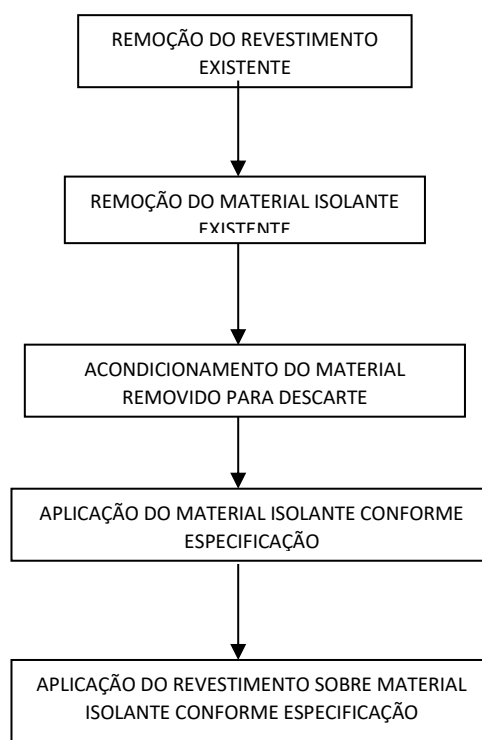 REMOÇÃO DO REVESTIMENTO
EXISTENTE
REMOÇÃO DO MATERIAL ISOLANTE
EXISTENTE
ACONDICIONAMENTO DO MATERIAL
REMOVIDO PARA DESCARTE
APLICAÇÃO DO MATERIAL ISOLANTE CONFORME
ESPECIFICAÇÃO
APLICAÇÃO DO REVESTIMENTO SOBRE MATERIAL
ISOLANTE CONFORME ESPECIFICAÇÃO